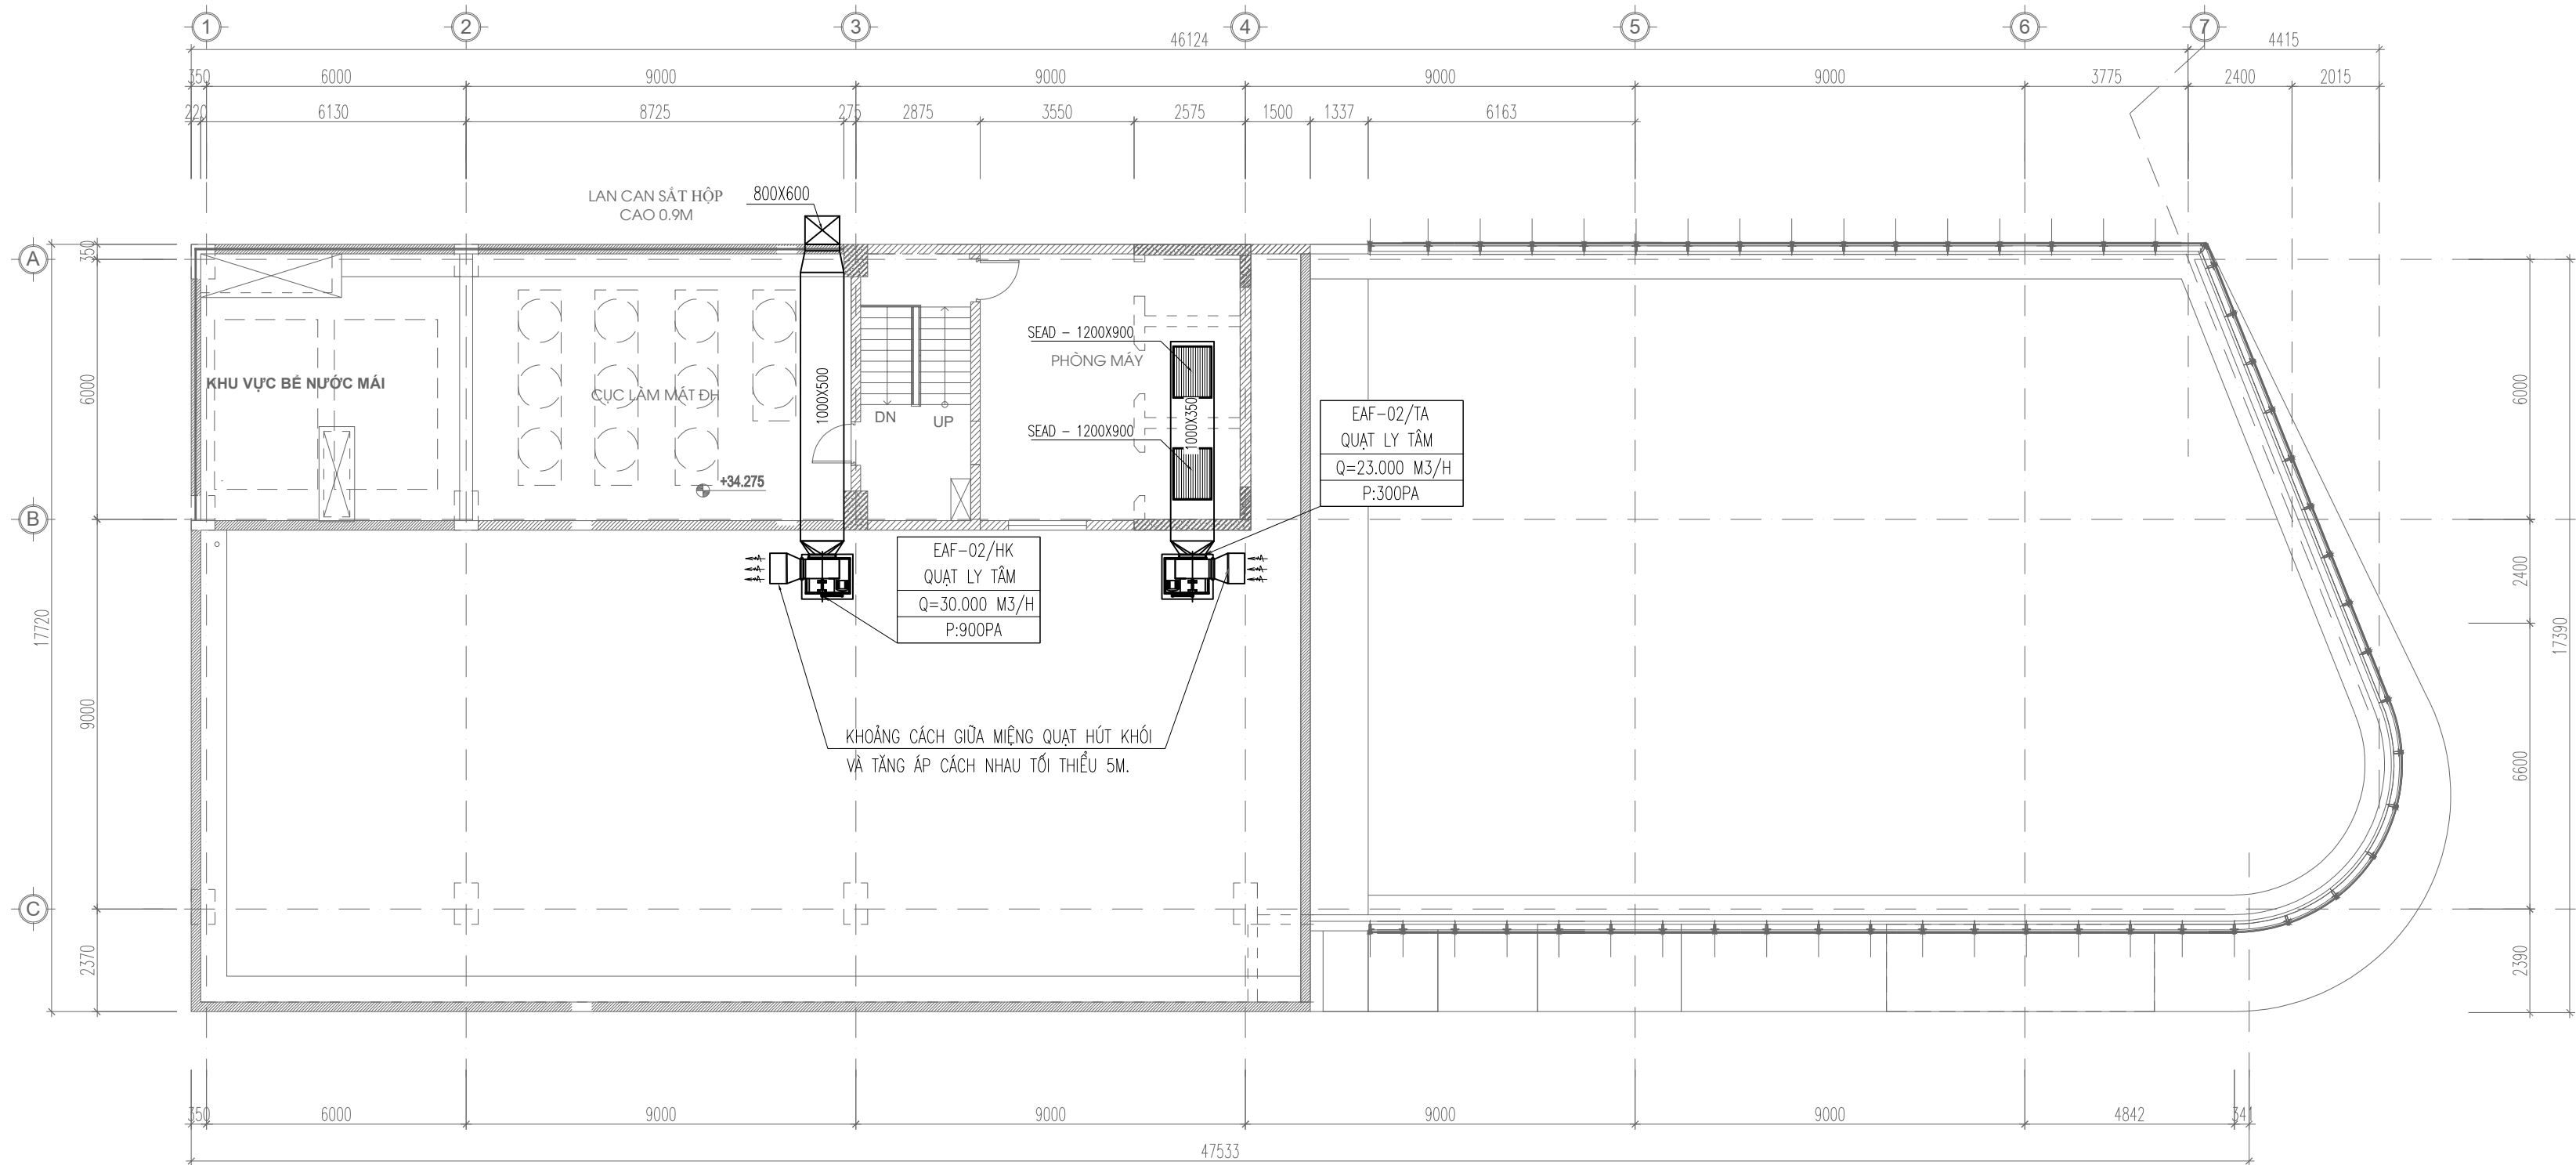 1 2 3 4 5 6 7
46124 4415
350 6000 9000 9000 9000 9000 3775 2400 2015
220 6130 8725 275 2875 3550 2575 1500 1337 6163
LAN CAN SẮT HỘP
CAO 0.9M
800X600
A
B
C
350
6000
9000
2370
17720
KHU VỰC BỂ NƯỚC MÁI
CỤC LÀM MÁT ĐH
+34.275
1000X500
DN
UP
SEAD - 1200X900
PHÒNG MÁY
SEAD - 1200X900
1000X350
EAF-02/TA
QUẠT LY TÂM
Q=23.000 M3/H
P:300PA
EAF-02/HK
QUẠT LY TÂM
Q=30.000 M3/H
P:900PA
KHOẢNG CÁCH GIỮA MIỆNG QUẠT HÚT KHÓI
VÀ TĂNG ÁP CÁCH NHAU TỐI THIỂU 5M.
6000
2400
6600
2390
17390
350 6000 9000 9000 9000 9000 4842 341
47533